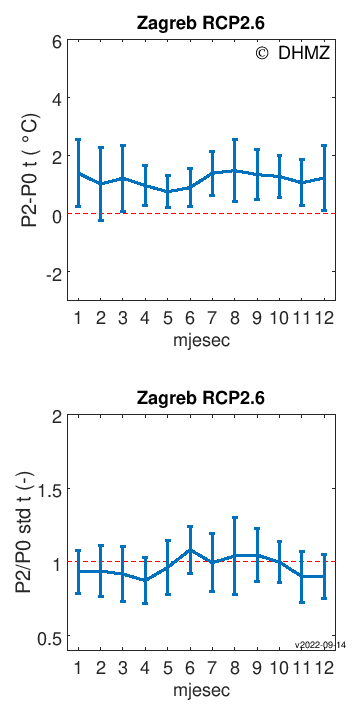 Zagreb RCP2.6
© DHMZ
P2-P0 t ( °C)
6
4
2
0
-2
1 2 3 4 5 6 7 8 9 10 11 12
mjesec
Zagreb RCP2.6
P2/P0 std t (-)
2
1.5
1
0.5
v2022-09-14
1 2 3 4 5 6 7 8 9 10 11 12
mjesec